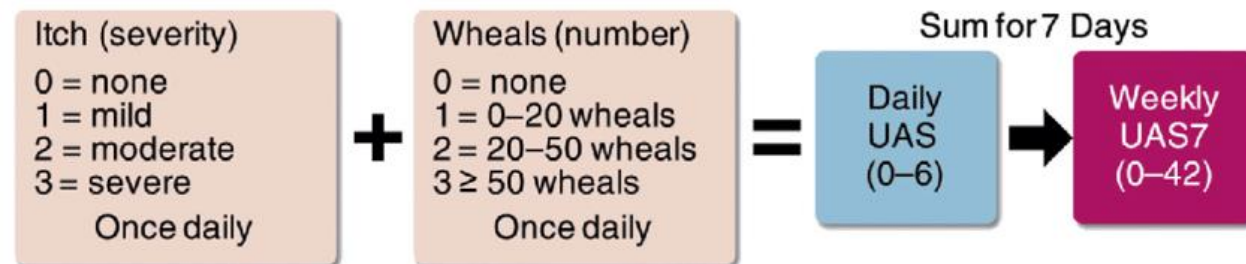 Itch (severity)
0 = none
1 = mild
2 = moderate
3 = severe
Once daily
+
Wheals (number)
0 = none
1 = 0–20 wheals
2 = 20–50 wheals
3 ≥ 50 wheals
Once daily
=
Sum for 7 Days
Daily
UAS
(0–6)
Weekly
UAS7
(0–42)